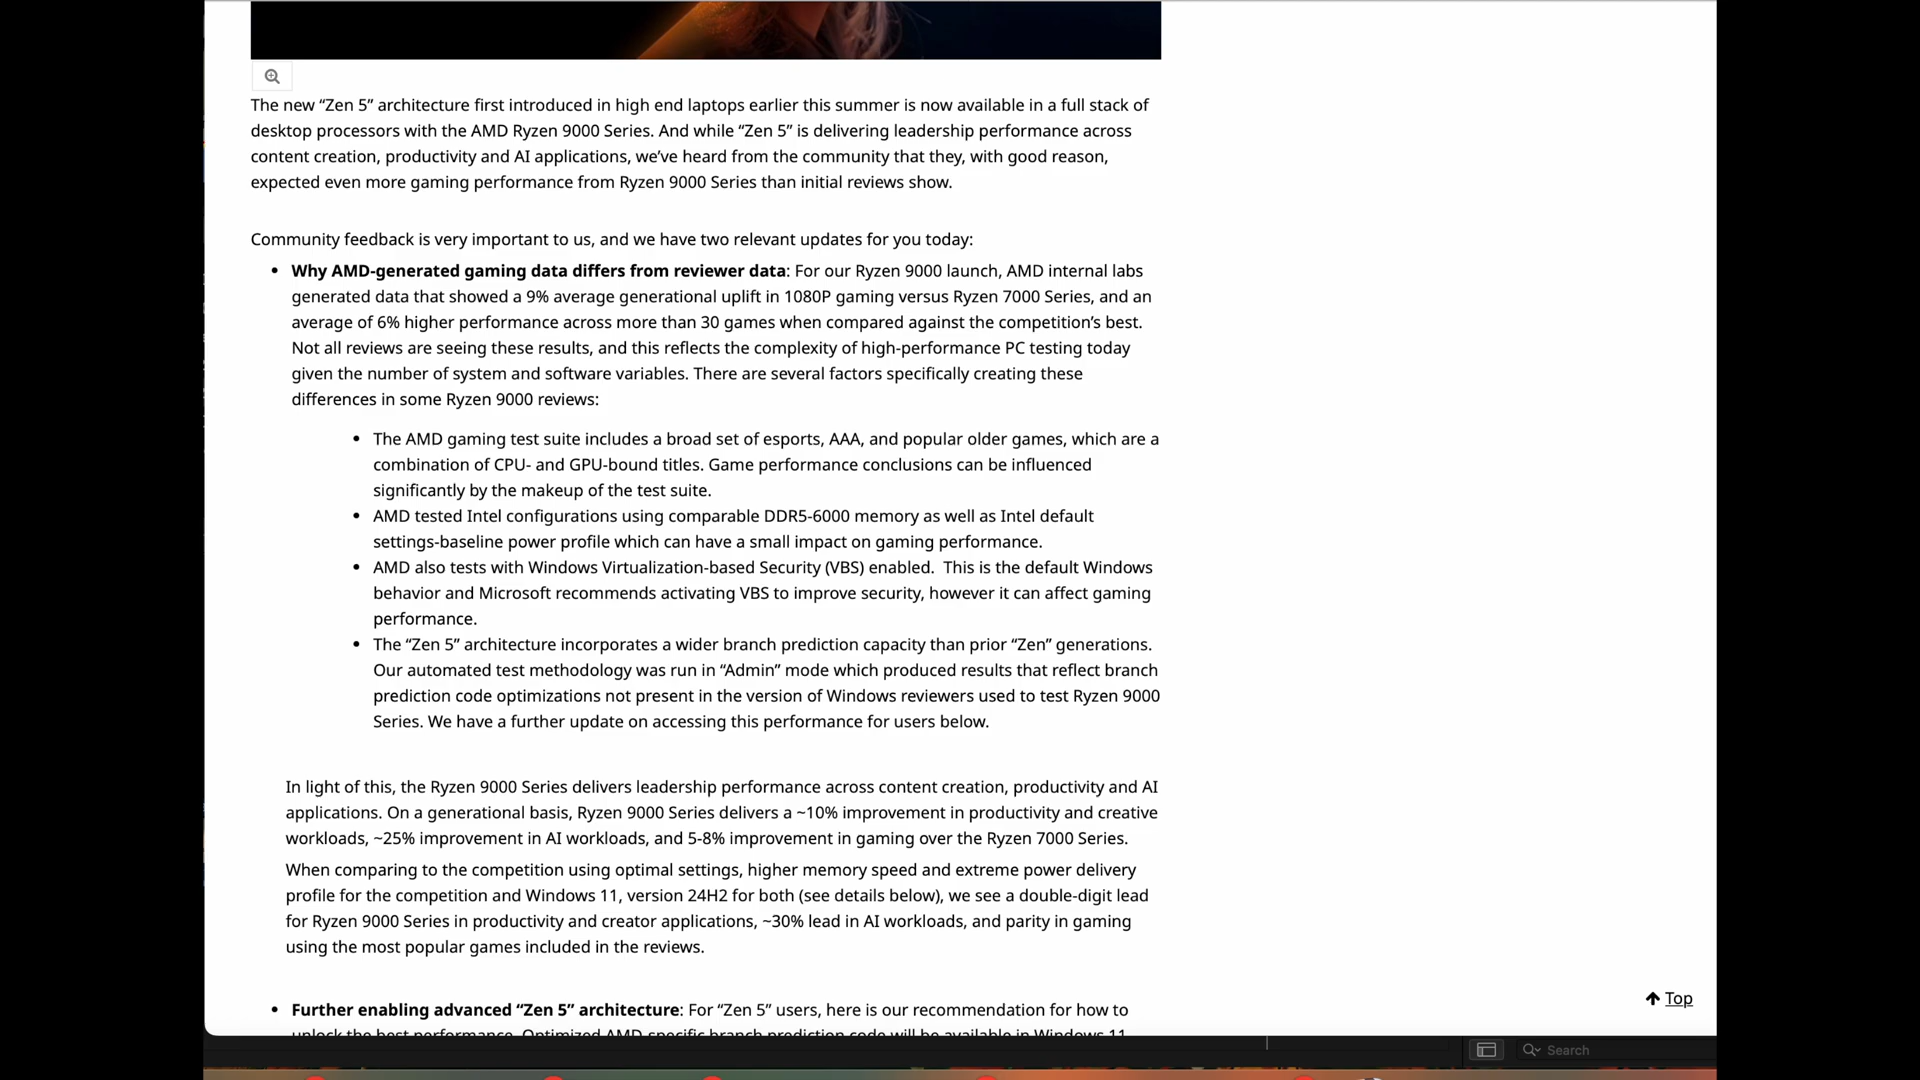 The new “Zen 5” architecture first introduced in high end laptops earlier this summer is now available in a full stack of
desktop processors with the AMD Ryzen 9000 Series. And while “Zen 5” is delivering leadership performance across
content creation, productivity and AI applications, we’ve heard from the community that they, with good reason,
expected even more gaming performance from Ryzen 9000 Series than initial reviews show.
Community feedback is very important to us, and we have two relevant updates for you today:
• Why AMD-generated gaming data differs from reviewer data: For our Ryzen 9000 launch, AMD internal labs
generated data that showed a 9% average generational uplift in 1080P gaming versus Ryzen 7000 Series, and an
average of 6% higher performance across more than 30 games when compared against the competition’s best.
Not all reviews are seeing these results, and this reflects the complexity of high-performance PC testing today
given the number of system and software variables. There are several factors specifically creating these
differences in some Ryzen 9000 reviews:
• The AMD gaming test suite includes a broad set of esports, AAA, and popular older games, which are a
combination of CPU- and GPU-bound titles. Game performance conclusions can be influenced
significantly by the makeup of the test suite.
• AMD tested Intel configurations using comparable DDR5-6000 memory as well as Intel default
settings-baseline power profile which can have a small impact on gaming performance.
• AMD also tests with Windows Virtualization-based Security (VBS) enabled.  This is the default Windows
behavior and Microsoft recommends activating VBS to improve security, however it can affect gaming
performance.
• The “Zen 5” architecture incorporates a wider branch prediction capacity than prior “Zen” generations.
Our automated test methodology was run in “Admin” mode which produced results that reflect branch
prediction code optimizations not present in the version of Windows reviewers used to test Ryzen 9000
Series. We have a further update on accessing this performance for users below.
In light of this, the Ryzen 9000 Series delivers leadership performance across content creation, productivity and AI
applications. On a generational basis, Ryzen 9000 Series delivers a ~10% improvement in productivity and creative
workloads, ~25% improvement in AI workloads, and 5-8% improvement in gaming over the Ryzen 7000 Series.
When comparing to the competition using optimal settings, higher memory speed and extreme power delivery
profile for the competition and Windows 11, version 24H2 for both (see details below), we see a double-digit lead
for Ryzen 9000 Series in productivity and creator applications, ~30% lead in AI workloads, and parity in gaming
using the most popular games included in the reviews.
Top
• Further enabling advanced “Zen 5” architecture: For “Zen 5” users, here is our recommendation for how to
unlock the best performance. Optimized AMD-specific branch prediction code will be available in Windows 11,
Search